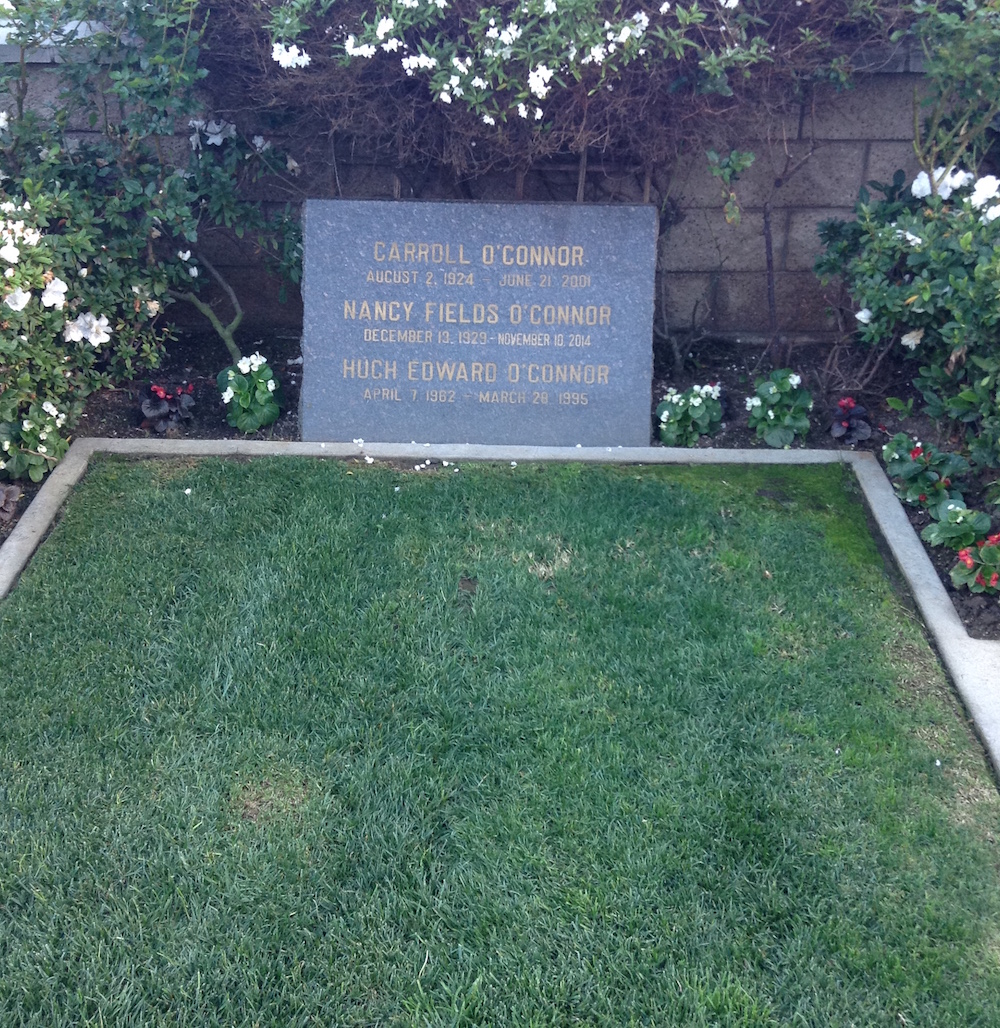 CARROLL O'CONNOR
AUGUST 2, 1924 – JUNE 21, 2001
NANCY FIELDS O'CONNOR
DECEMBER 13, 1929 - NOVEMBER 10, 2014
HUGH EDWARD O'CONNOR
APRIL 7 1962 – MARCH 28, 1995